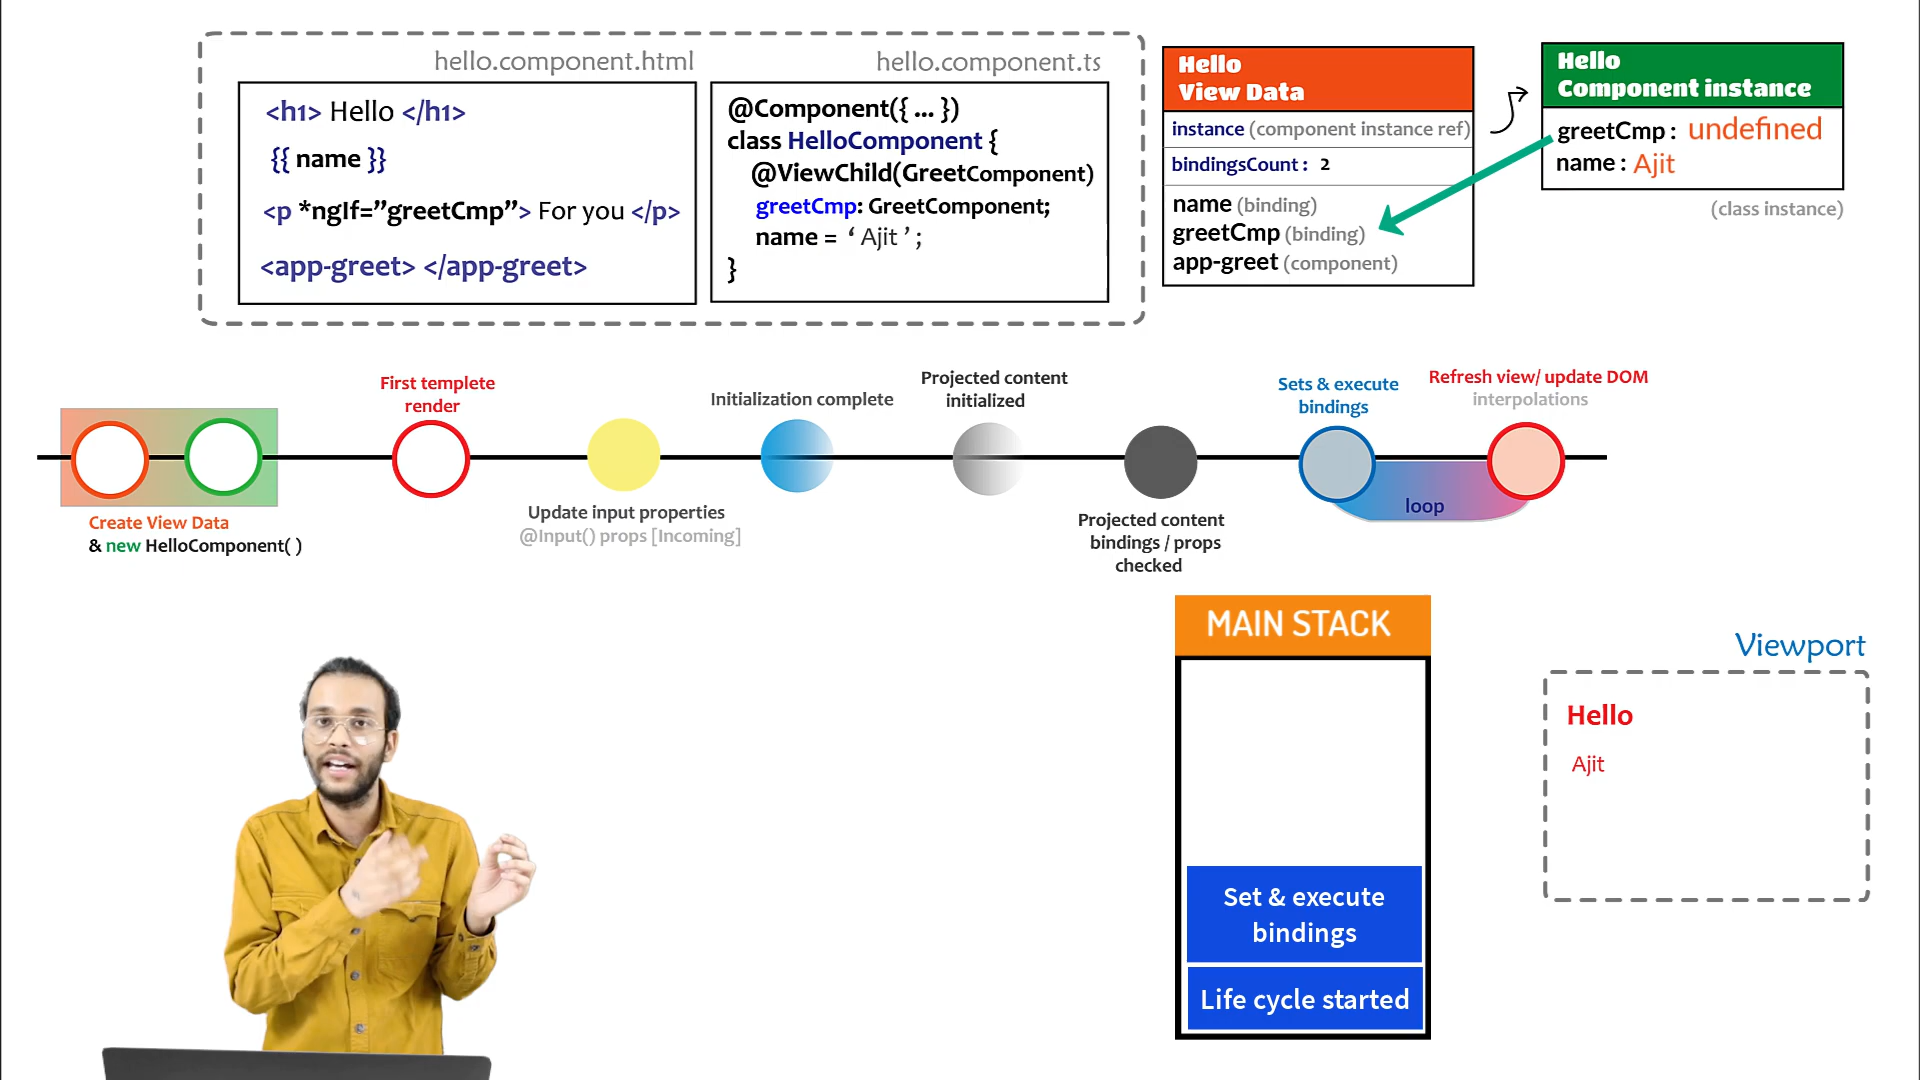 hello.component.html
<h1> Hello </h1>
{{ name }}
<p *ngIf=”greetCmp”> For you </p>
<app-greet> </app-greet>
hello.component.ts
@Component({ ... })
class HelloComponent {
@ViewChild(GreetComponent)
greetCmp: GreetComponent;
name = ‘ Ajit ’ ;
}
Hello
View Data
instance (component instance ref)
bindingsCount : 2
name (binding)
greetCmp (binding)
app-greet (component)
Hello
Component instance
greetCmp : undefined
name : Ajit
(class instance)
Create View Data
& new HelloComponent( )
First templete
render
Update input properties
@Input() props [Incoming]
Initialization complete
Projected content
initialized
Projected content
bindings / props
checked
Sets & execute
bindings
loop
Refresh view/ update DOM
interpolations
MAIN STACK
Set & execute
bindings
Life cycle started
Viewport
Hello
Ajit